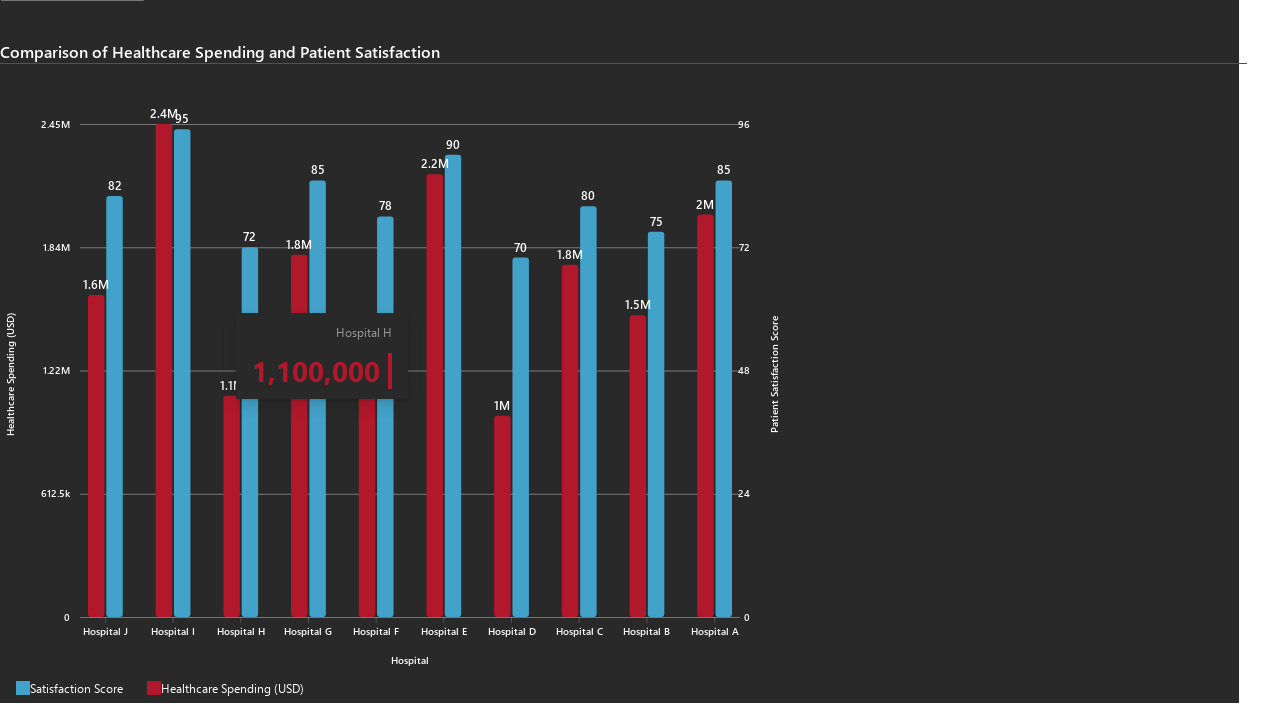 Comparison of Healthcare Spending and Patient Satisfaction
2.4M 95
2.45M 96
90
2.2M
85 85
82
80
78
2M
75
72
1.8M 1.8M
70
1.84M 72
1.6M
1.5M
Healthcare Spending (USD)
Patient Satisfaction Score
Hospital H
1,100,000
1.22M 48
1M
612.5k 24
0 0
Hospital J Hospital I Hospital H Hospital G Hospital F Hospital E Hospital D Hospital C Hospital B Hospital A
Hospital
Satisfaction Score Healthcare Spending (USD)